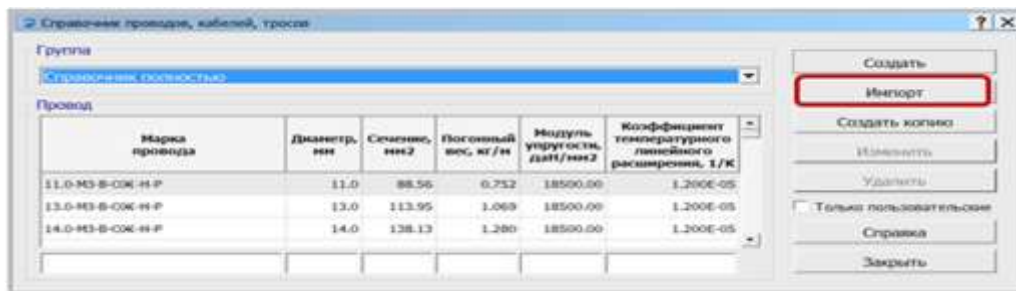 Справочник проводов, кабелей, тросов
Группа
Справочник полностью
Провод
Марка провода
Диаметр, мм
Сечение, мм2
Погонный вес, кг/м
Модуль упругости, даН/мм2
Коэффициент температурного линейного расширения, 1/К
11.0-МЗ-В-ОЖ-Н-Р 11.0 88.56 0.752 18500.00 1.200E-05
13.0-МЗ-В-ОЖ-Н-Р 13.0 113.95 1.069 18500.00 1.200E-05
14.0-МЗ-В-ОЖ-Н-Р 14.0 138.13 1.280 18500.00 1.200E-05
Создать
Импорт
Создать копию
Изменить
Удалить
Только пользовательские
Справка
Закрыть